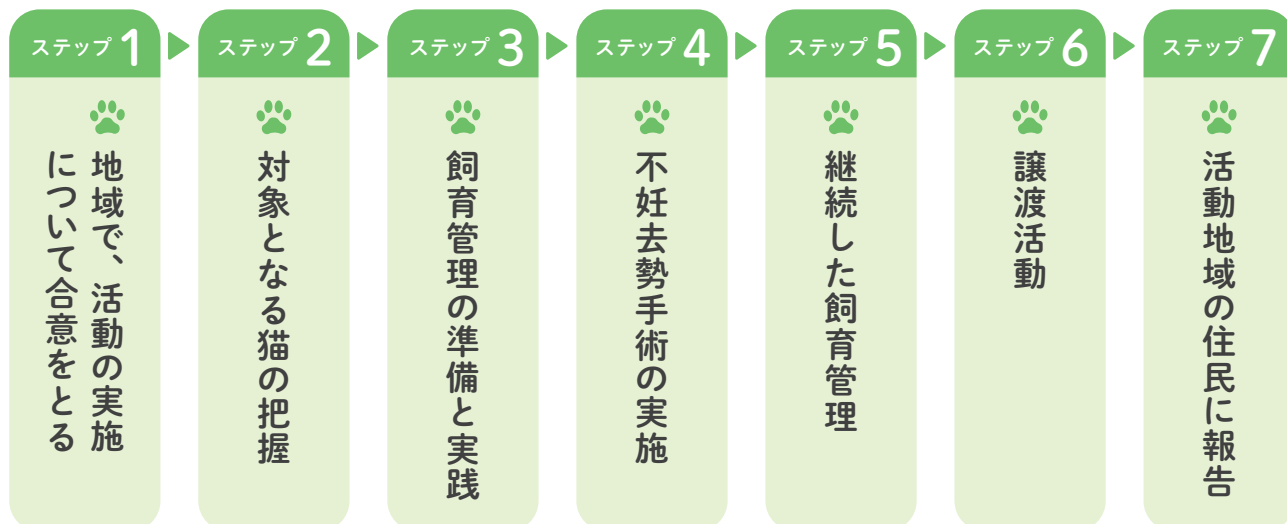 ステップ 1
地域で、活動の実施
について合意をとる
ステップ 2
対象となる猫の把握
ステップ 3
飼育管理の準備と実践
ステップ 4
不妊去勢手術の実施
ステップ 5
継続した飼育管理
ステップ 6
譲渡活動
ステップ 7
活動地域の住民に報告